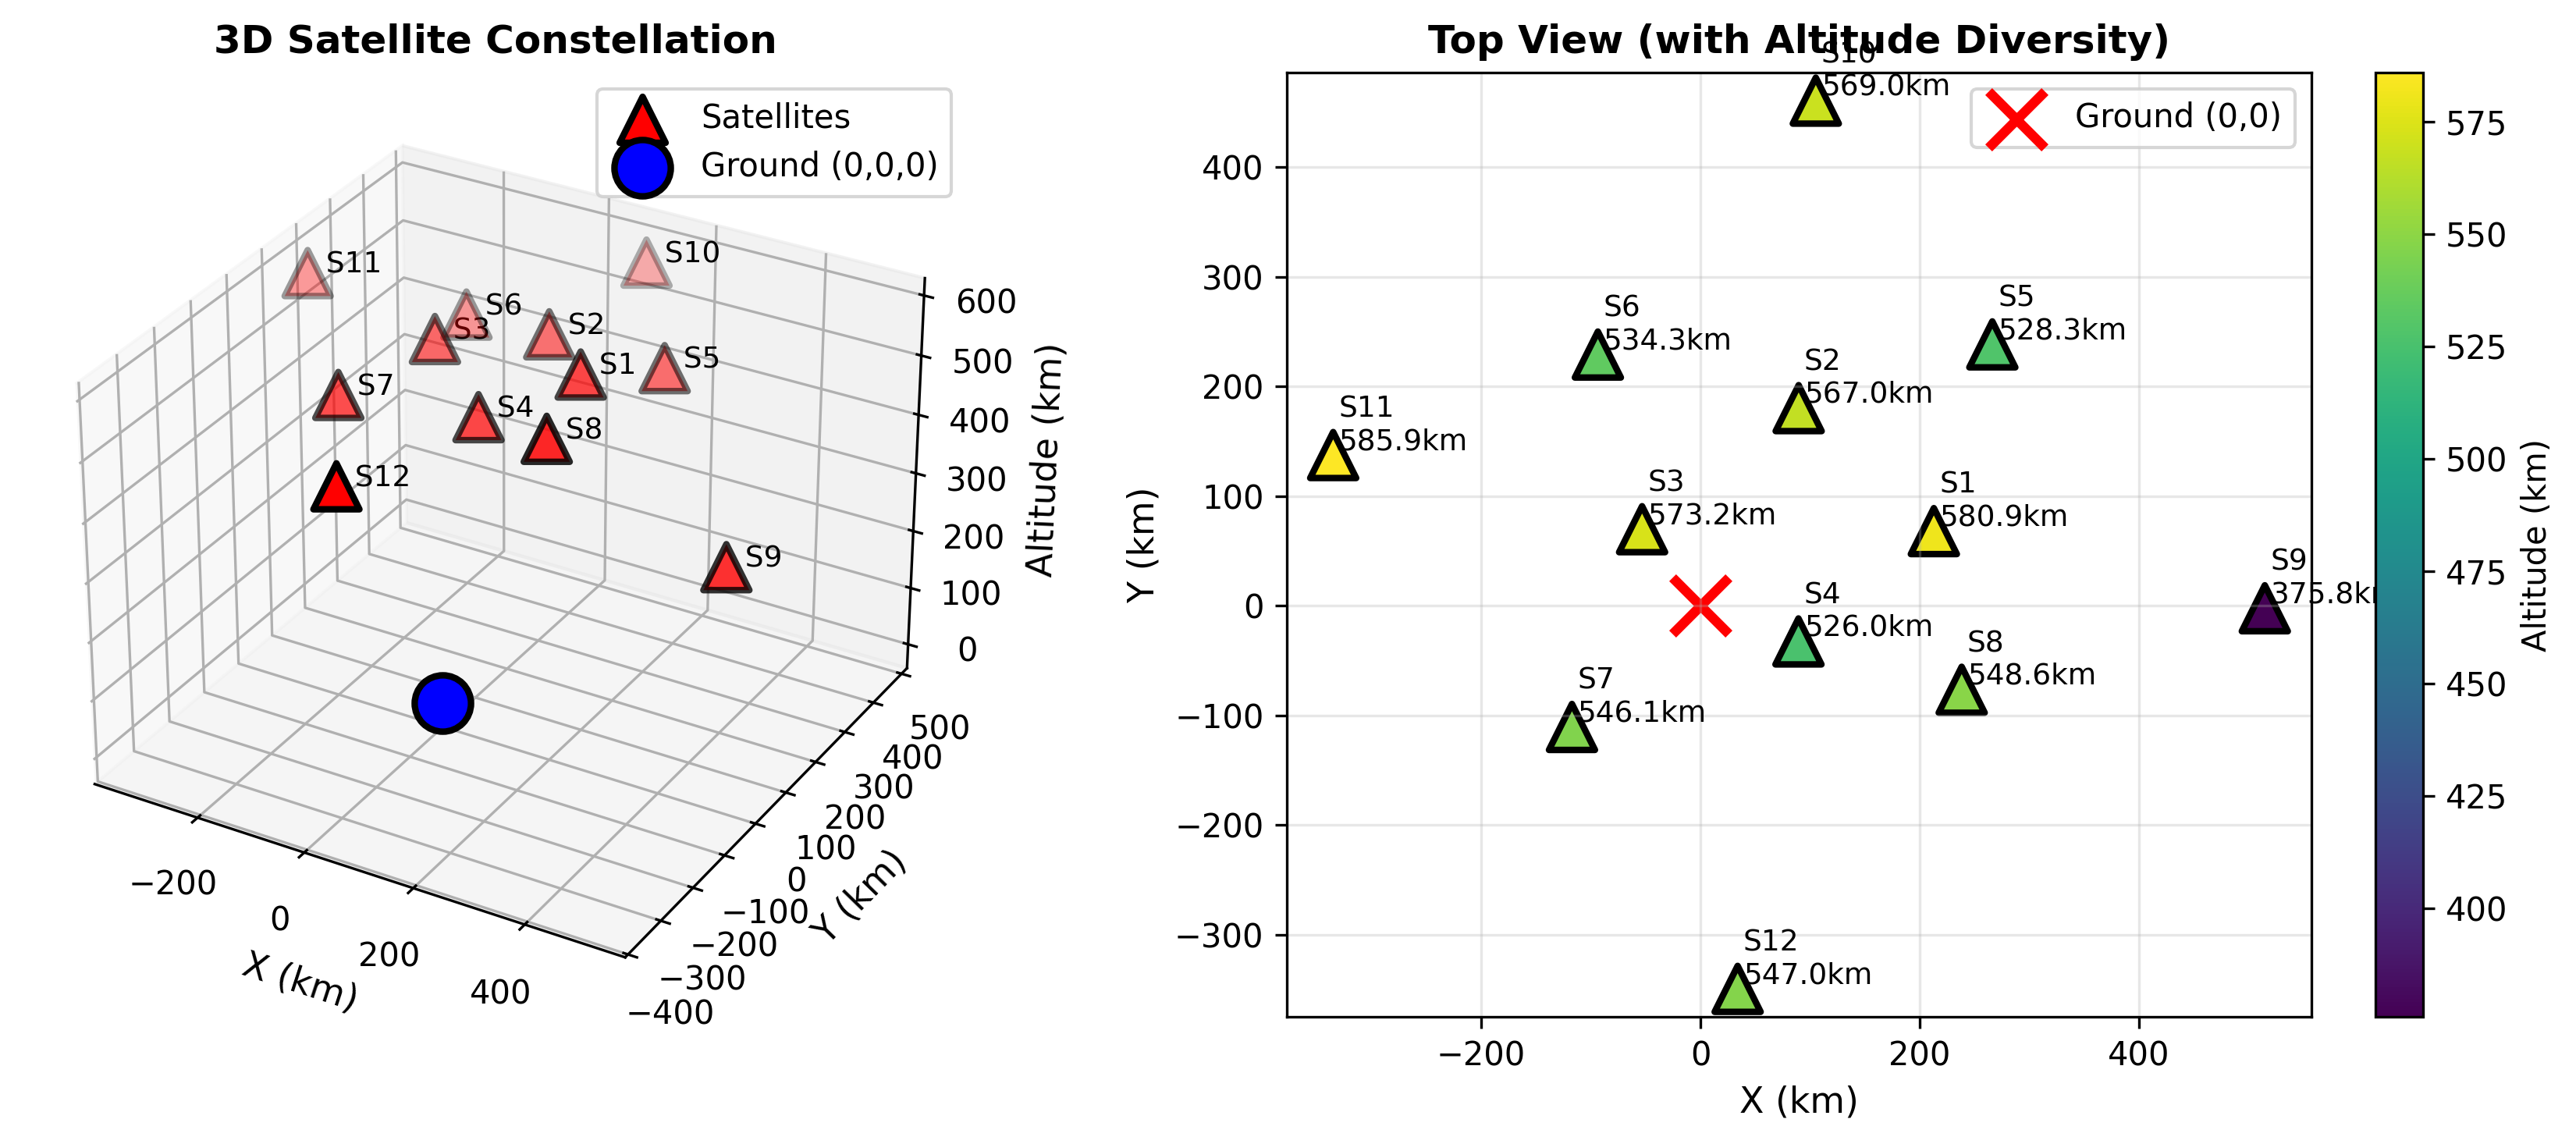 3D Satellite Constellation
Satellites
Ground (0,0,0)
S11
S10
S6
S3
S2
S1
S5
S7
S4
S8
S12
S9
600
500
400
300
200
100
0
Altitude (km)
500
400
300
200
100
0
−100
−200
−300
−400
Y (km)
−200
0
200
400
X (km)
Top View (with Altitude Diversity)
Ground (0,0)
S10
569.0km
S6
534.3km
S5
528.3km
S2
567.0km
S11
585.9km
S3
573.2km
S1
580.9km
S9
375.8k
S4
526.0km
S8
548.6km
S7
546.1km
S12
547.0km
400
300
200
100
0
−100
−200
−300
Y (km)
−200
0
200
400
X (km)
575
550
525
500
475
450
425
400
Altitude (km)